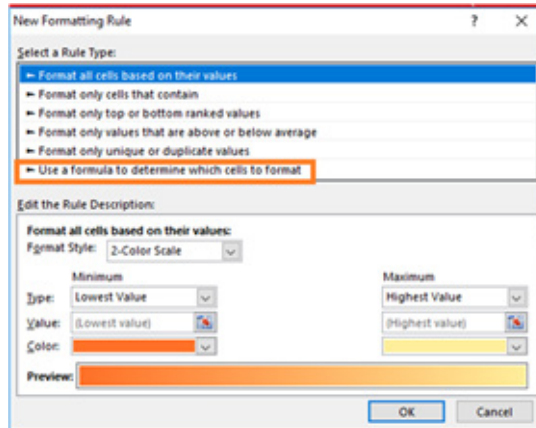 New Formatting Rule ? ×
Select a Rule Type:
► Format all cells based on their values
► Format only cells that contain
► Format only top or bottom ranked values
► Format only values that are above or below average
► Format only unique or duplicate values
► Use a formula to determine which cells to format
Edit the Rule Description:
Format all cells based on their values:
Format Style: 2-Color Scale
Minimum Maximum
Type: Lowest Value Highest Value
Value: (Lowest value) (Highest value)
Color:
Preview:
OK Cancel